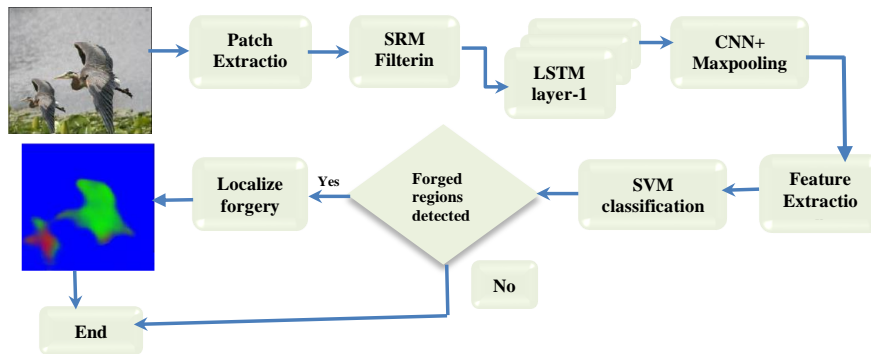 Patch
Extractio
SRM
Filterin
LSTM
layer-1
CNN+
Maxpooling
Feature
Extractio
SVM
classification
Forged
regions
detected
Yes
Localize
forgery
No
End